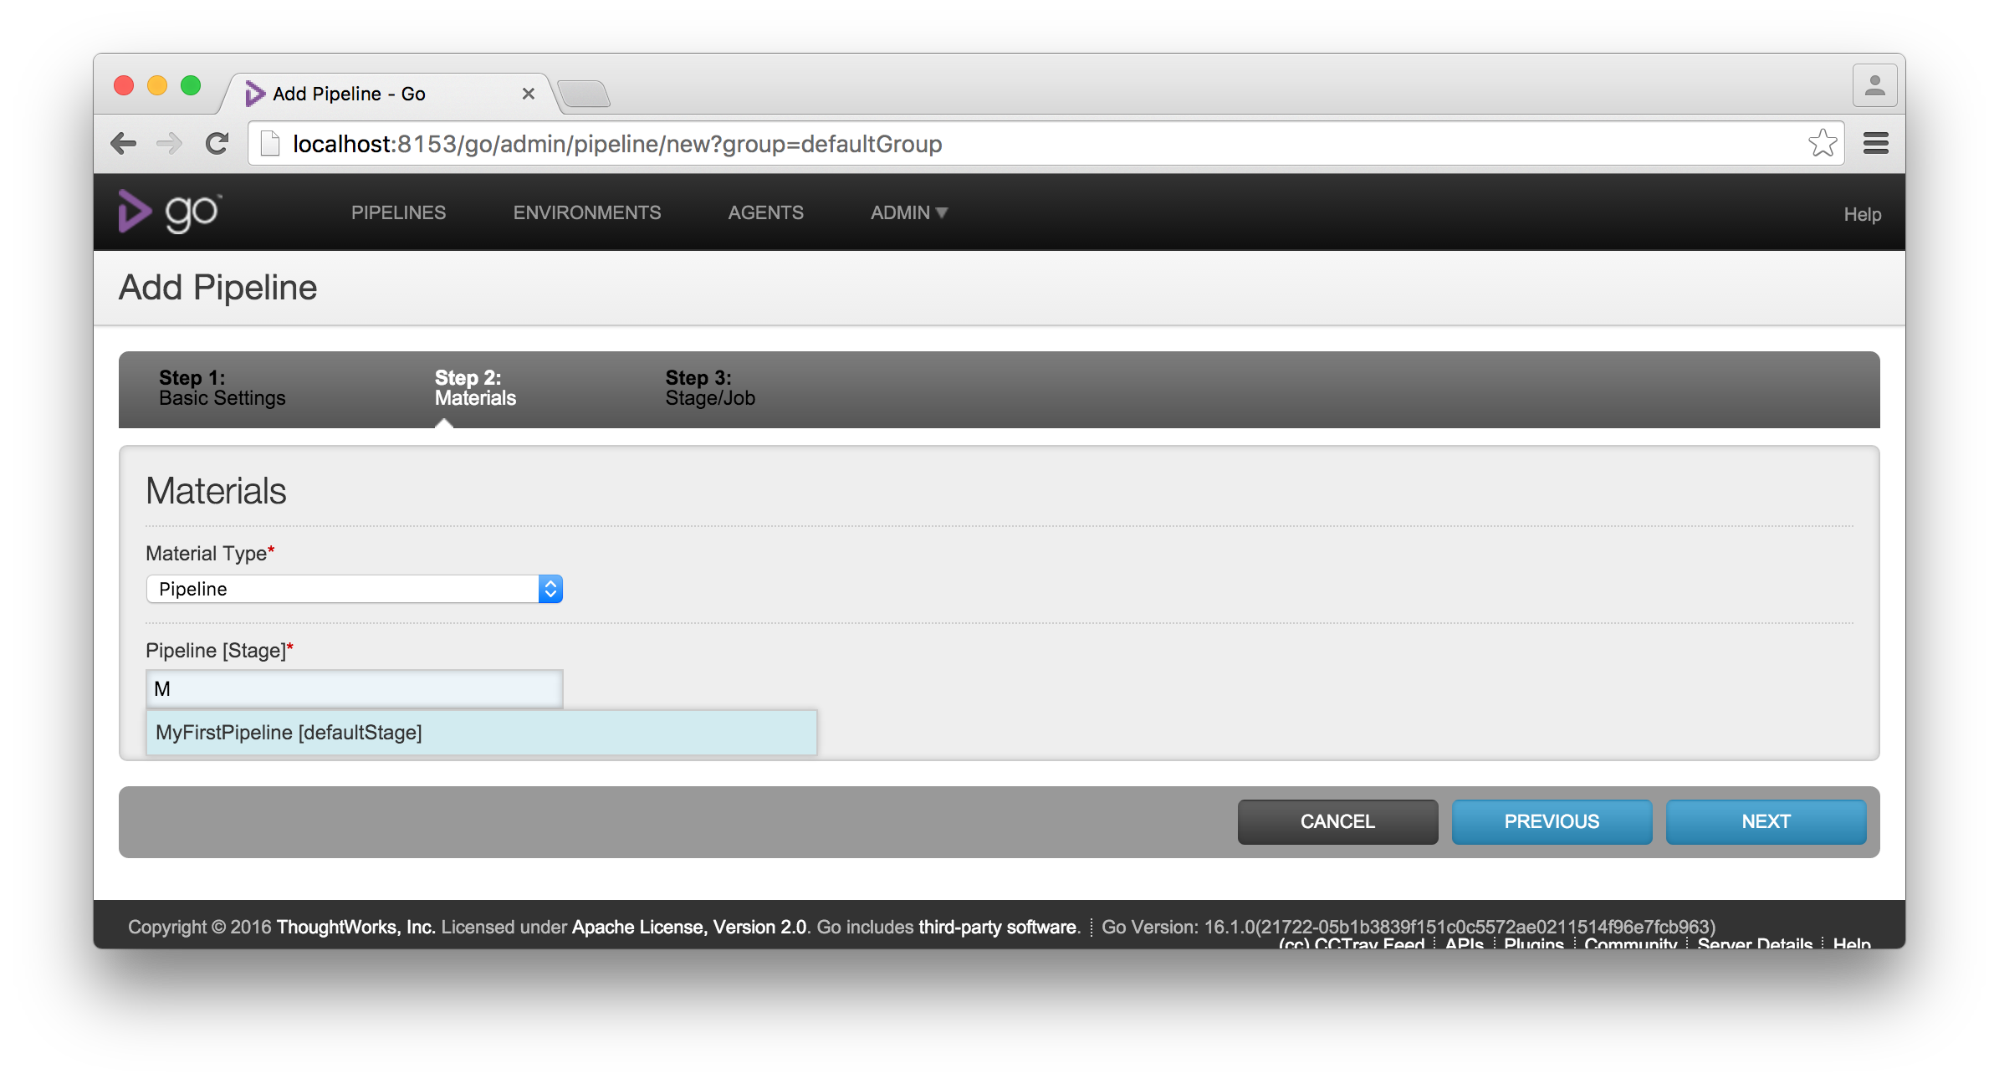 Add Pipeline - Go
localhost:8153/go/admin/pipeline/new?group=defaultGroup
go™ PIPELINES ENVIRONMENTS AGENTS ADMIN Help
Add Pipeline
Step 1: Step 2: Step 3:
Basic Settings Materials Stage/Job
Materials
Material Type*
Pipeline
Pipeline [Stage]*
M
MyFirstPipeline [defaultStage]
CANCEL PREVIOUS NEXT
Copyright © 2016 ThoughtWorks, Inc. Licensed under Apache License, Version 2.0. Go includes third-party software. Go Version: 16.1.0(21722-05b1b3839f151c0c5572ae0211514f96e7fcb963)
(cc) CCTray Feed APIs Plugins Community Server Details Help